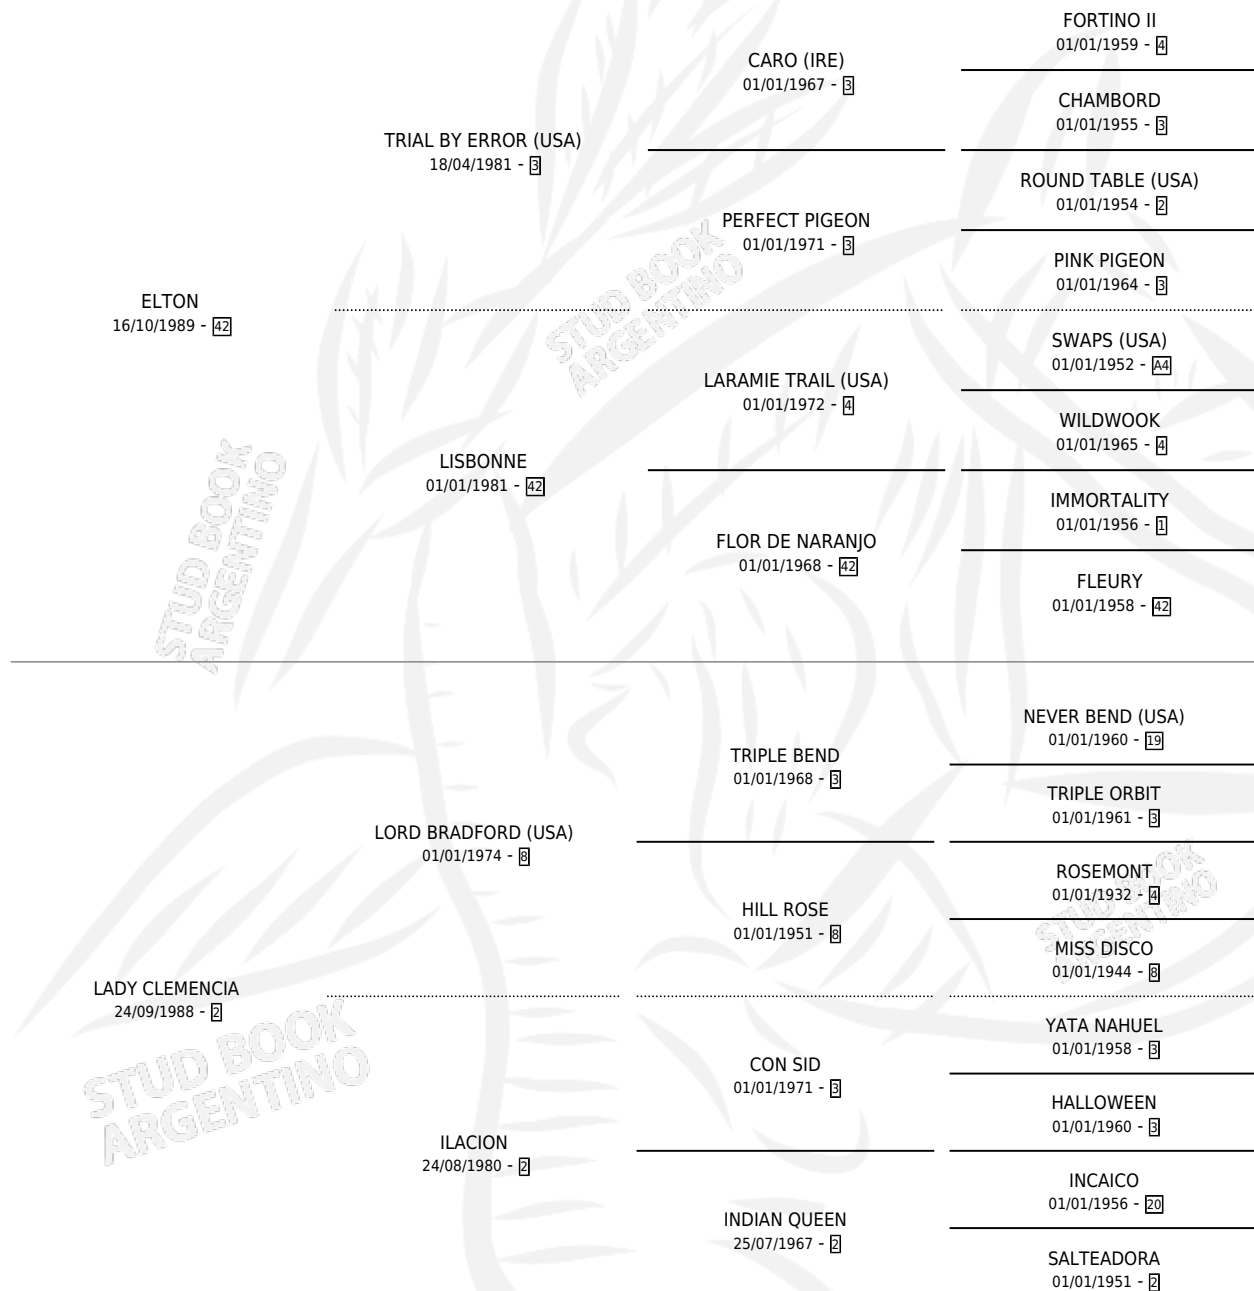 FORTINO II
01/01/1959 - 4
CARO (IRE)
01/01/1967 - 3
CHAMBORD
01/01/1955 - 3
TRIAL BY ERROR (USA)
18/04/1981 - 3
ROUND TABLE (USA)
01/01/1954 - 2
PERFECT PIGEON
01/01/1971 - 3
PINK PIGEON
01/01/1964 - 3
ELTON
16/10/1989 - 42
SWAPS (USA)
01/01/1952 - A4
LARAMIE TRAIL (USA)
01/01/1972 - 4
WILDWOOK
01/01/1965 - 4
LISBONNE
01/01/1981 - 42
IMMORTALITY
01/01/1956 - 1
FLOR DE NARANJO
01/01/1968 - 42
FLEURY
01/01/1958 - 42
NEVER BEND (USA)
01/01/1960 - 19
TRIPLE BEND
01/01/1968 - 3
TRIPLE ORBIT
01/01/1961 - 3
LORD BRADFORD (USA)
01/01/1974 - 8
ROSEMONT
01/01/1932 - 4
HILL ROSE
01/01/1951 - 8
MISS DISCO
01/01/1944 - 8
LADY CLEMENCIA
24/09/1988 - 2
YATA NAHUEL
01/01/1958 - 3
CON SID
01/01/1971 - 3
HALLOWEEN
01/01/1960 - 3
ILACION
24/08/1980 - 2
INCAICO
01/01/1956 - 20
INDIAN QUEEN
25/07/1967 - 2
SALTEADORA
01/01/1951 - 2
STUD BOOK
ARGENTINO
STUD BOOK
ARGENTINO
STUD BOOK
ARGENTINO
STUD BOOK
ARGENTINO